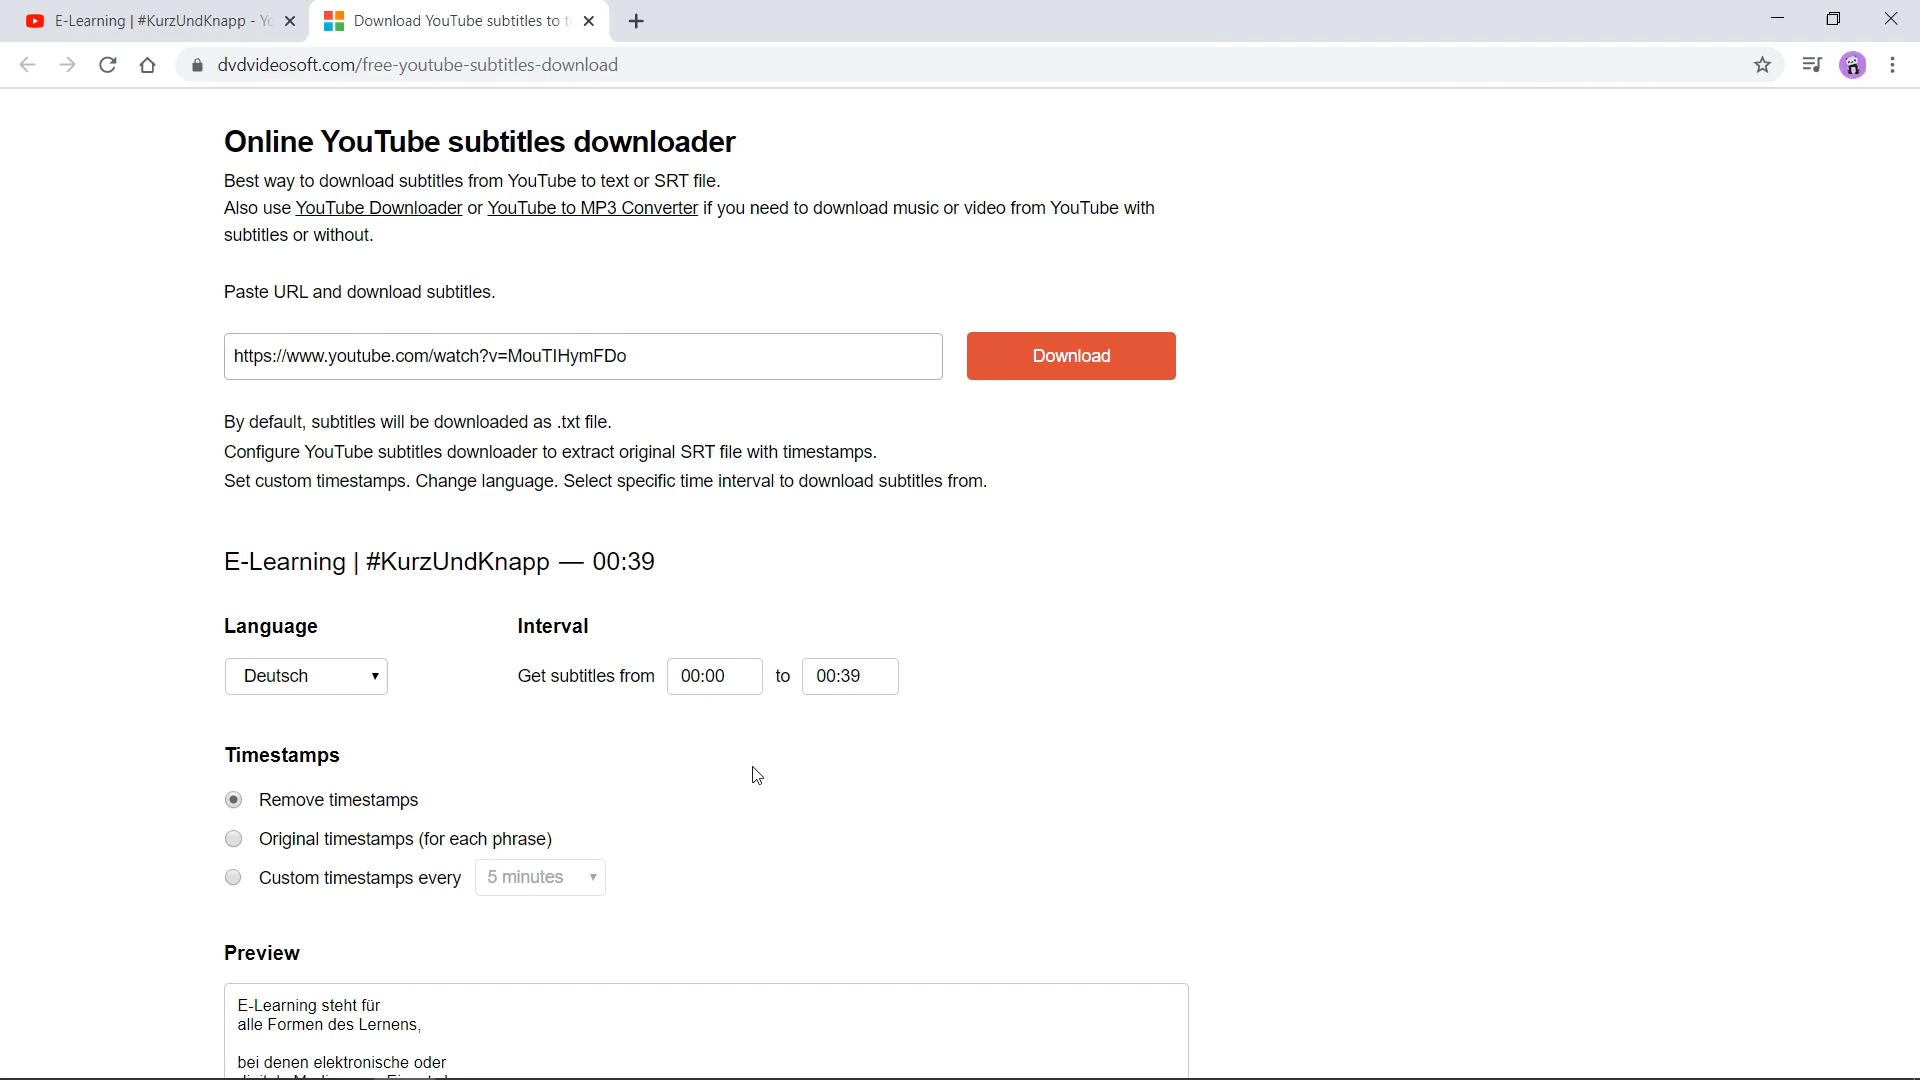 E-Learning | #KurzUndKnapp - Yo
Download YouTube subtitles to t
dvdvideosoft.com/free-youtube-subtitles-download
Online YouTube subtitles downloader
Best way to download subtitles from YouTube to text or SRT file.
Also use YouTube Downloader or YouTube to MP3 Converter if you need to download music or video from YouTube with
subtitles or without.
Paste URL and download subtitles.
https://www.youtube.com/watch?v=MouTIHymFDo
Download
By default, subtitles will be downloaded as .txt file.
Configure YouTube subtitles downloader to extract original SRT file with timestamps.
Set custom timestamps. Change language. Select specific time interval to download subtitles from.
E-Learning | #KurzUndKnapp — 00:39
Language
Interval
Deutsch
Get subtitles from 00:00 to 00:39
Timestamps
Remove timestamps
Original timestamps (for each phrase)
Custom timestamps every 5 minutes
Preview
E-Learning steht für
alle Formen des Lernens,
bei denen elektronische oder